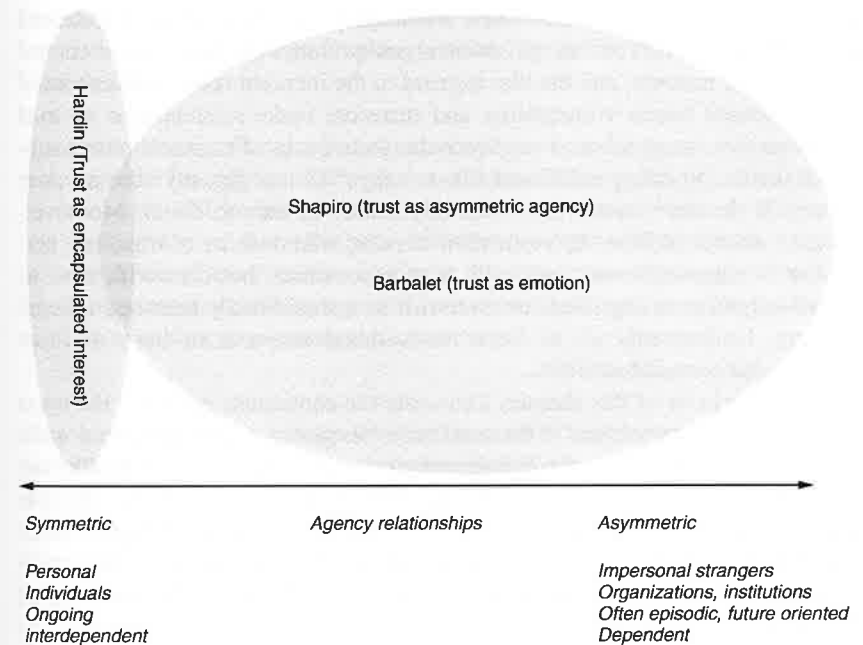 Hardin (Trust as encapsulated interest)
Shapiro (trust as asymmetric agency)
Barbalet (trust as emotion)
Symmetric
Agency relationships
Asymmetric
Personal
Individuals
Ongoing
interdependent
Impersonal strangers
Organizations, institutions
Often episodic, future oriented
Dependent